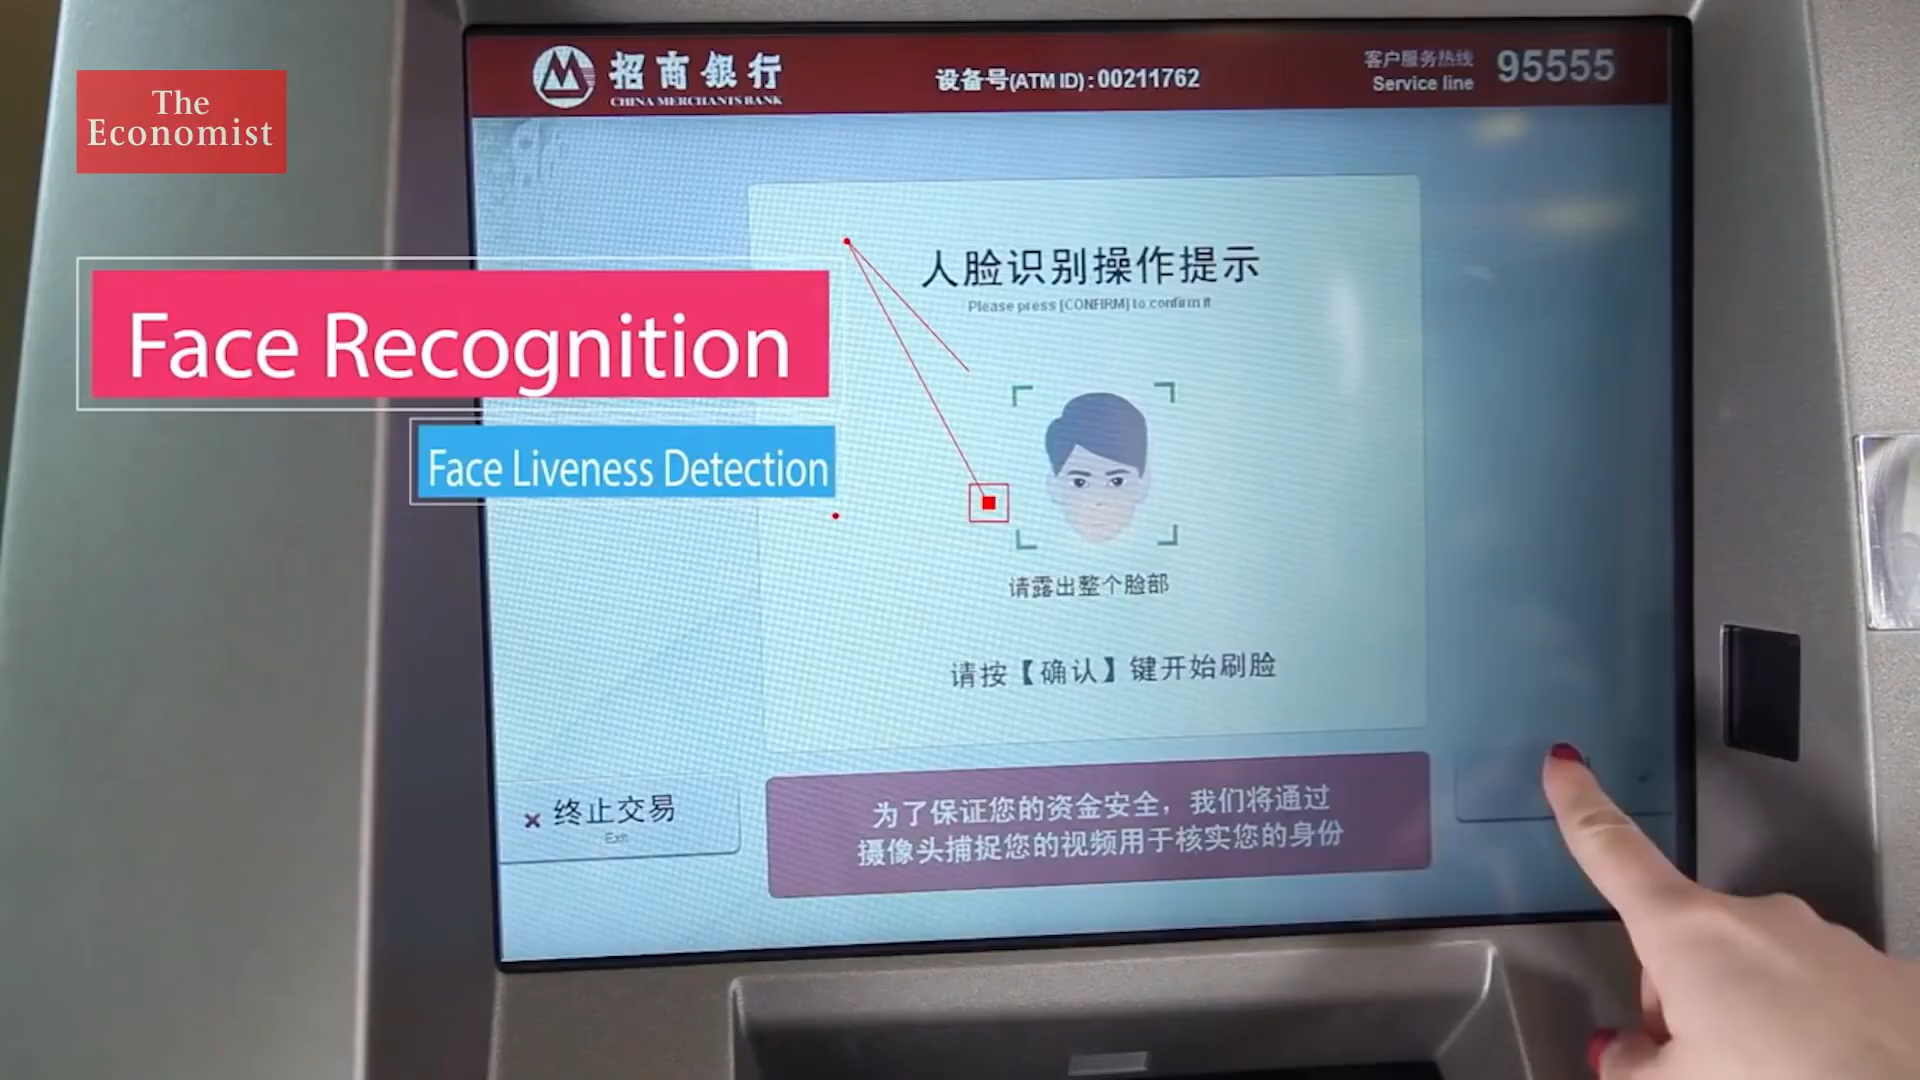 The
Economist
招商銀行
CHINA MERCHANTS BANK
设备号(ATM ID):00211762
客户服务热线
Service line
95555
人脸识别操作提示
Please press [CONFIRM] to confirm it
Face Recognition
Face Liveness Detection
请露出整个脸部
请按【确认】键开始刷脸
× 终止交易
Exit
为了保证您的资金安全，我们将通过
摄像头捕捉您的视频用于核实您的身份